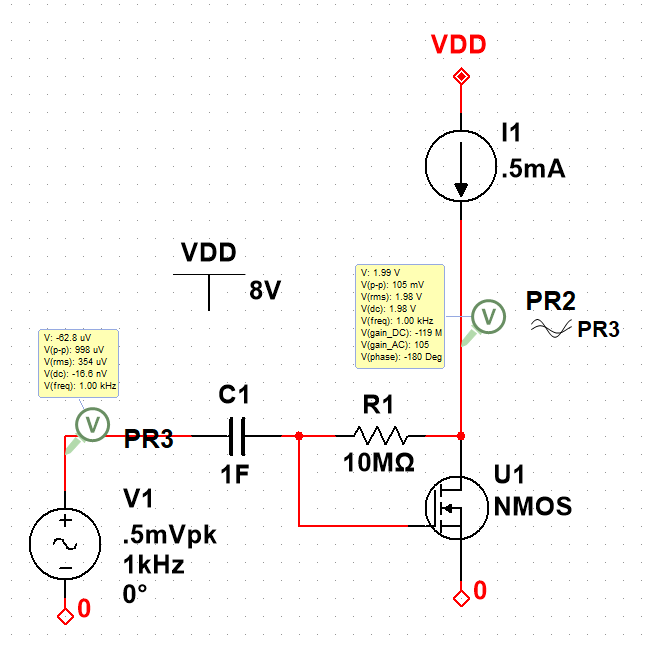 VDD
I1
.5mA
VDD
8V
V: 1.99 V
V(p-p): 105 mV
V(rms): 1.98 V
V(dc): 1.98 V
V(freq): 1.00 kHz
V(gain_DC): -119 M
V(gain_AC): 105
V(phase): -180 Deg
PR2
PR3
V
V: -62.8 uV
V(p-p): 998 uV
V(rms): 354 uV
V(dc): -16.6 nV
V(freq): 1.00 kHz
V
PR3
C1
1F
R1
10MΩ
U1
NMOS
V1
.5mVpk
1kHz
0°
0
0